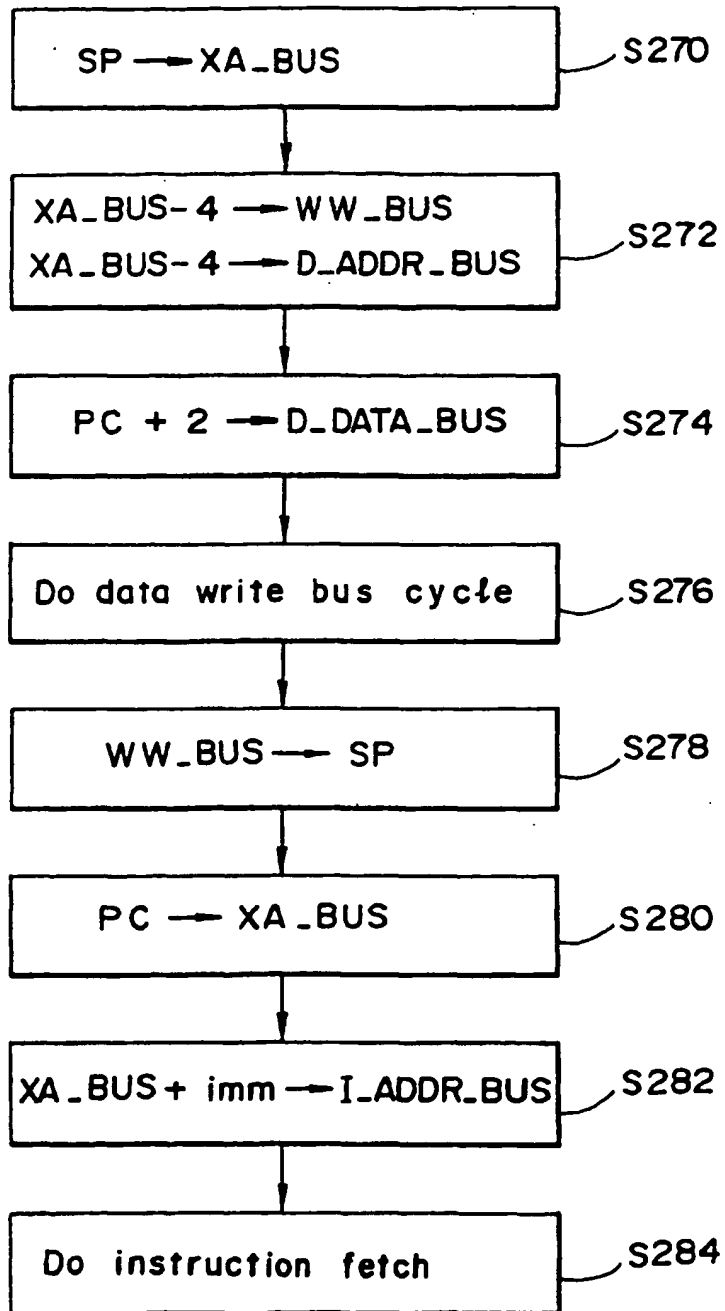 SP → XA_BUS
S270
XA_BUS-4 → WW_BUS
XA_BUS-4 → D_ADDR_BUS
S272
PC + 2 → D_DATA_BUS
S274
Do data write bus cycle
S276
WW_BUS → SP
S278
PC → XA_BUS
S280
XA_BUS + imm → I_ADDR_BUS
S282
Do instruction fetch
S284